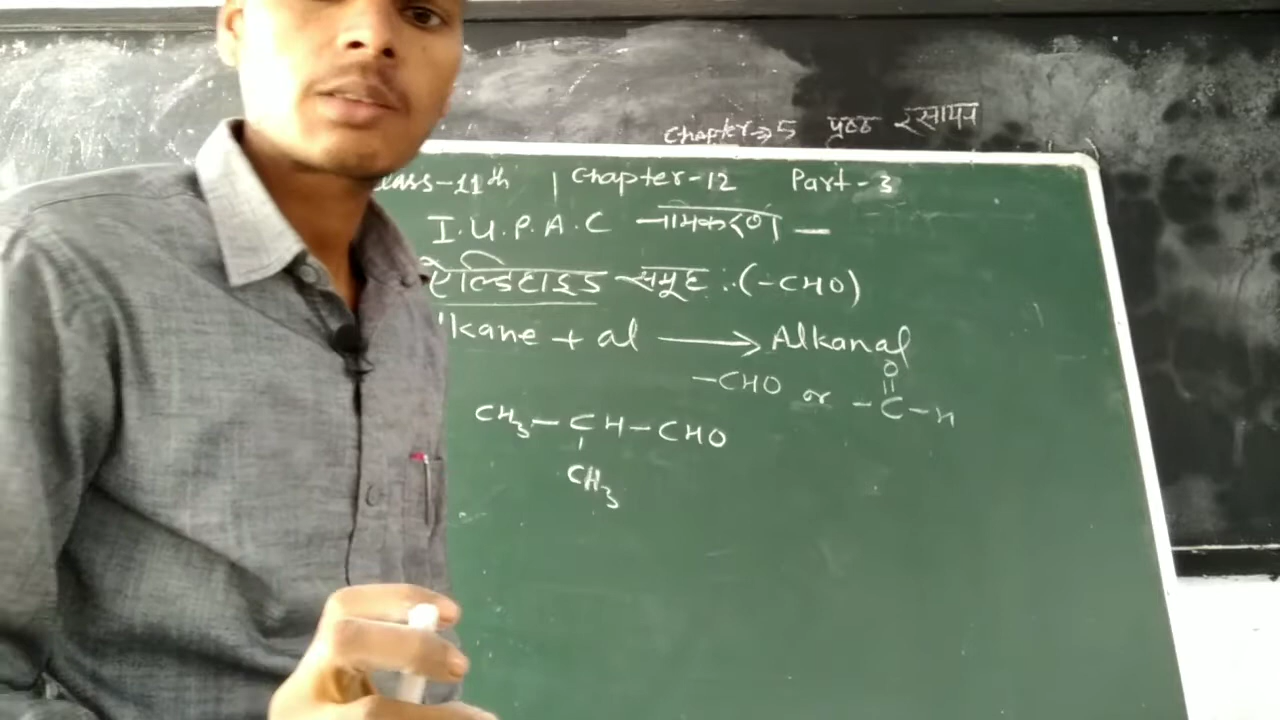 Chapter⇒5 पृष्ठ रसायन
class-11th | Chapter-12 Part-3
I.U.P.A.C नामकरण —
ऐल्डिहाइड समूह :- (-CHO)
lkane + al ⟶ Alkanal
-CHO or -C-H
O
||
CH3-CH-CHO
CH3